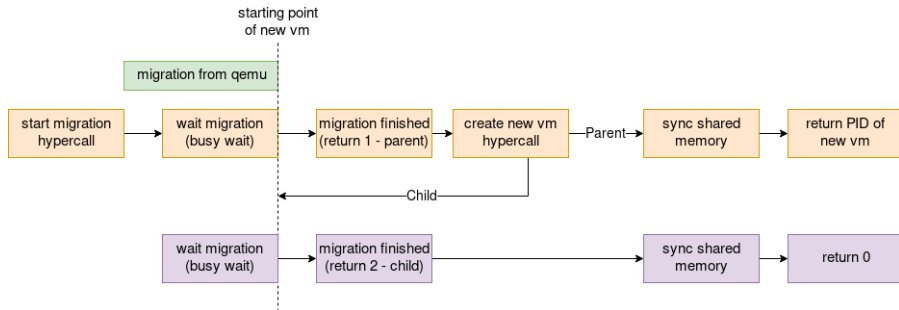 starting point
of new vm
migration from qemu
start migration
hypercall
wait migration
(busy wait)
migration finished
(return 1 - parent)
create new vm
hypercall
Parent
sync shared
memory
return PID of
new vm
Child
wait migration
(busy wait)
migration finished
(return 2 - child)
sync shared
memory
return 0